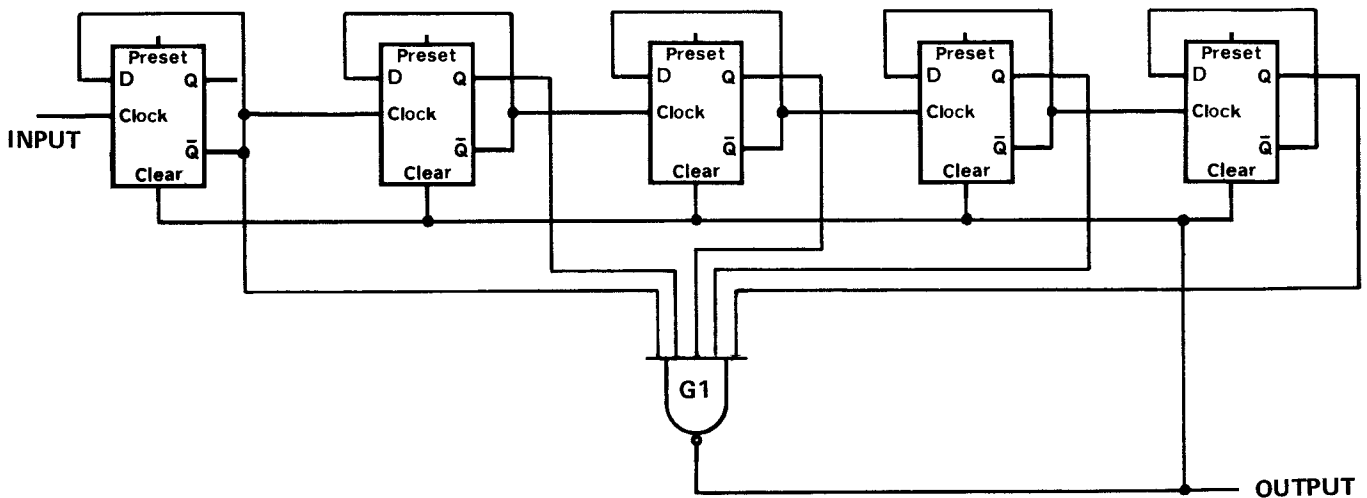 Preset
D Q
Clock
Q̄
Clear
Preset
D Q
Clock
Q̄
Clear
Preset
D Q
Clock
Q̄
Clear
Preset
D Q
Clock
Q̄
Clear
Preset
D Q
Clock
Q̄
Clear
INPUT
G1
OUTPUT